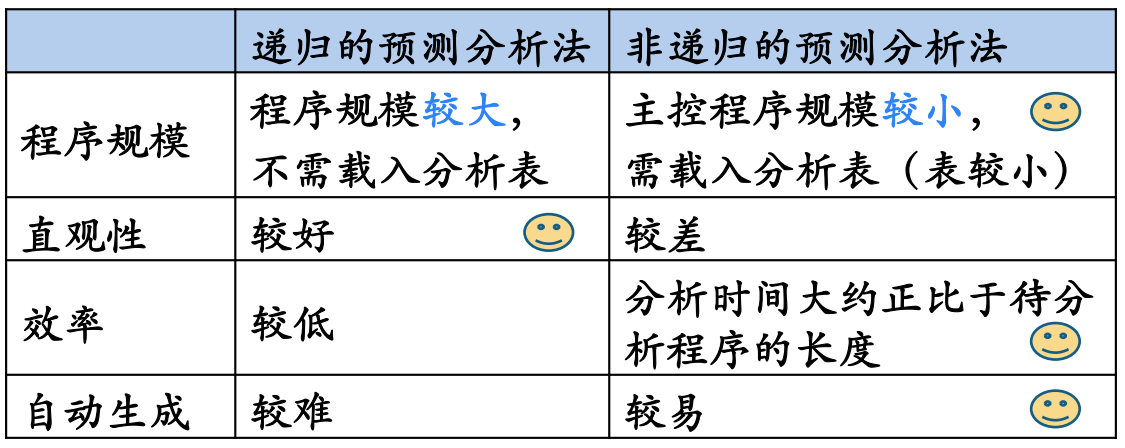 递归的预测分析法
非递归的预测分析法
程序规模
程序规模较大，
不需载入分析表
主控程序规模较小，
需载入分析表（表较小）
直观性
较好
较差
效率
较低
分析时间大约正比于待分
析程序的长度
自动生成
较难
较易